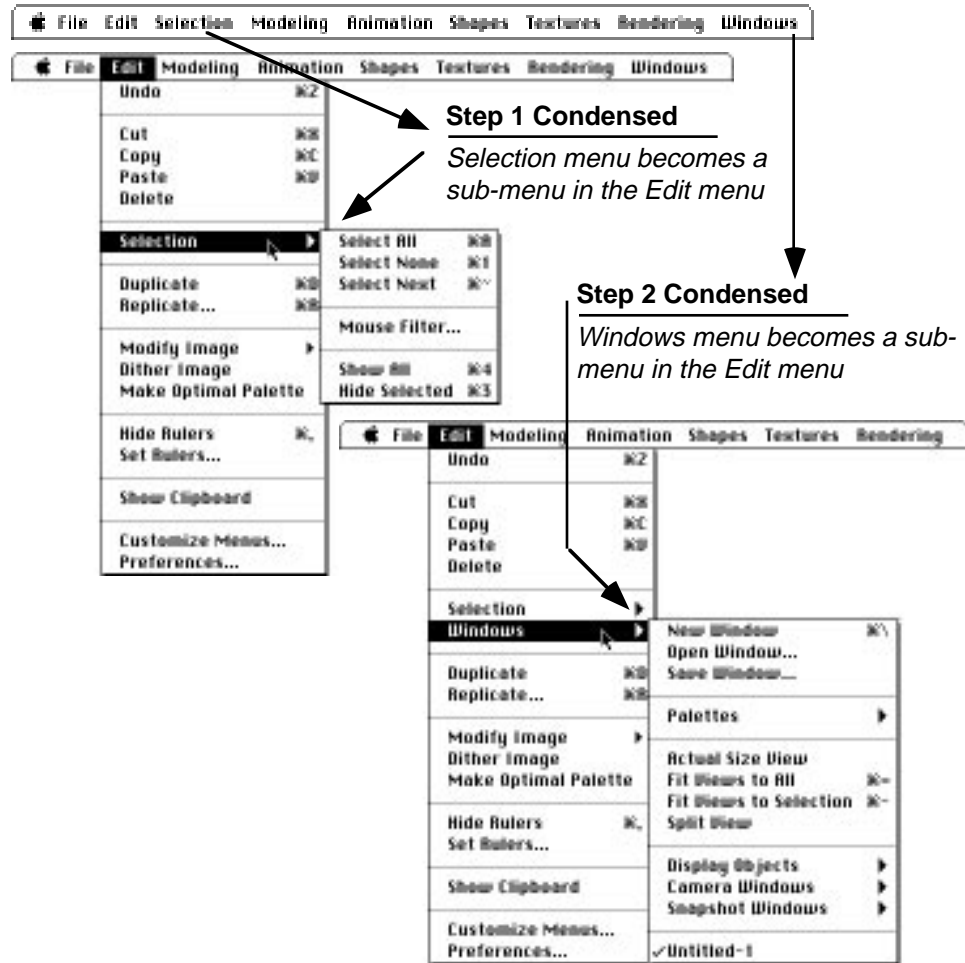 File Edit Selection Modeling Animation Shapes Textures Rendering Windows
File Edit Modeling Animation Shapes Textures Rendering Windows
Undo ⌘Z
Cut ⌘X
Copy ⌘C
Paste ⌘V
Delete
Selection
Duplicate ⌘D
Replicate... ⌘R
Modify Image
Dither Image
Make Optimal Palette
Hide Rulers
Set Rulers...
Show Clipboard
Customize Menus...
Preferences...
Step 1 Condensed
Selection menu becomes a
sub-menu in the Edit menu
Select All ⌘A
Select None ⌘1
Select Next ⌘~
Mouse Filter...
Show All ⌘4
Hide Selected ⌘3
Step 2 Condensed
Windows menu becomes a sub-
menu in the Edit menu
File Edit Modeling Animation Shapes Textures Rendering
Undo ⌘Z
Cut ⌘X
Copy ⌘C
Paste ⌘V
Delete
Selection
Windows
Duplicate ⌘D
Replicate... ⌘R
Modify Image
Dither Image
Make Optimal Palette
Hide Rulers
Set Rulers...
Show Clipboard
Customize Menus...
Preferences...
New Window ⌘\
Open Window...
Save Window...
Palettes
Actual Size View
Fit Views to All ⌘=
Fit Views to Selection ⌘-
Split View
Display Objects
Camera Windows
Snapshot Windows
✓Untitled-1